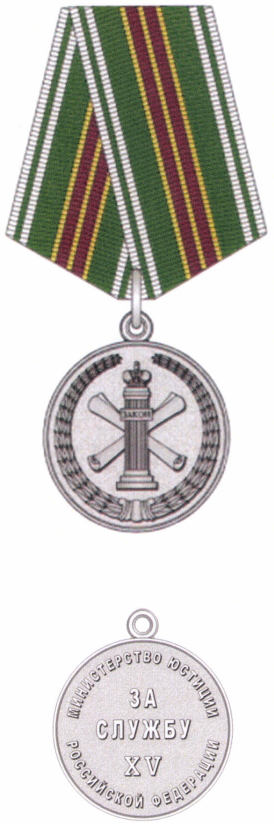 ЗАКОН
МИНИСТЕРСТВО ЮСТИЦИИ
ЗА
СЛУЖБУ
XV
РОССИЙСКОЙ ФЕДЕРАЦИИ